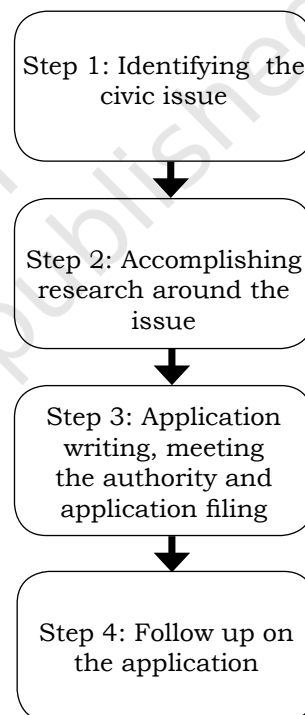 Step 1: Identifying the
civic issue
Step 2: Accomplishing
research around the
issue
Step 3: Application
writing, meeting
the authority and
application filing
Step 4: Follow up on
the application
published